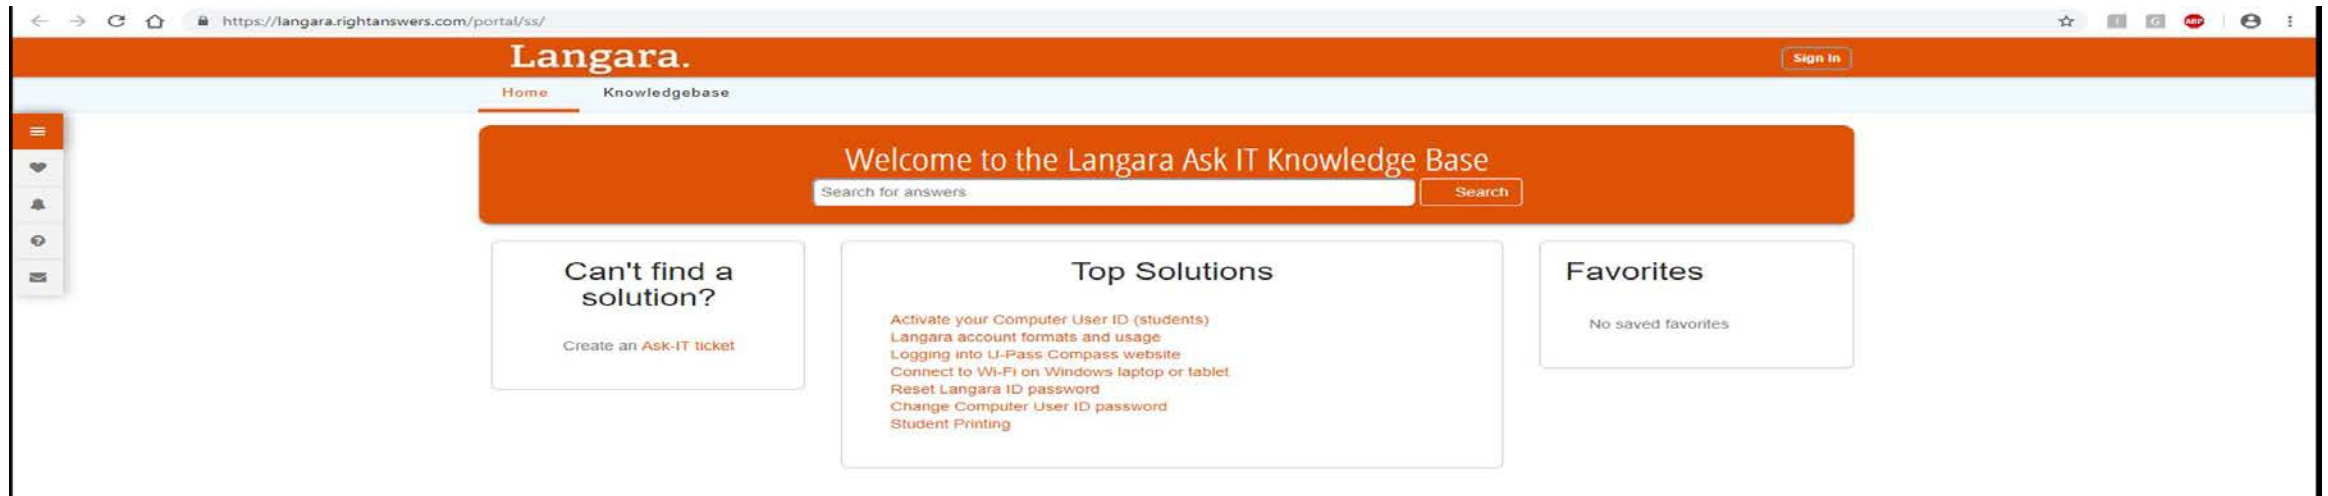 https://langara.rightanswers.com/portal/ss/
Langara.
Sign In
Home
Knowledgebase
Welcome to the Langara Ask IT Knowledge Base
Search for answers
Search
Can't find a
solution?
Create an Ask-IT ticket
Top Solutions
Activate your Computer User ID (students)
Langara account formats and usage
Logging into U-Pass Compass website
Connect to Wi-Fi on Windows laptop or tablet
Reset Langara ID password
Change Computer User ID password
Student Printing
Favorites
No saved favorites